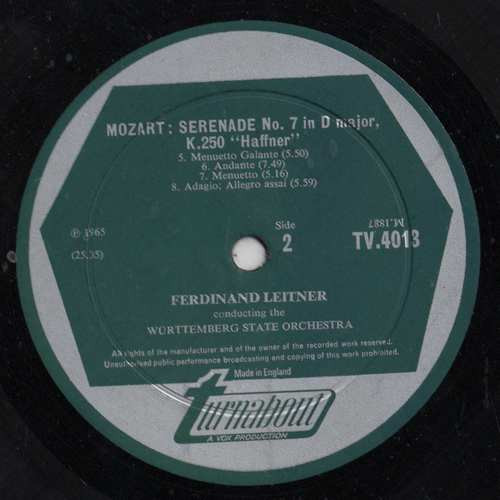 MOZART: SERENADE No. 7 in D major,
K.250 "Haffner"
5. Menuetto Galante (5.50)
6. Andante (7.49)
7. Menuetto (5.16)
8. Adagio; Allegro assai (5.59)
℗ 1965
(25.05)
Side
2
M.1887
TV.4013
FERDINAND LEITNER
conducting the
WÜRTTEMBERG STATE ORCHESTRA
All rights of the manufacturer and of the owner of the recorded work reserved.
Unauthorised public performance broadcasting and copying of this work prohibited.
Made in England
turnabout
A VOX PRODUCTION